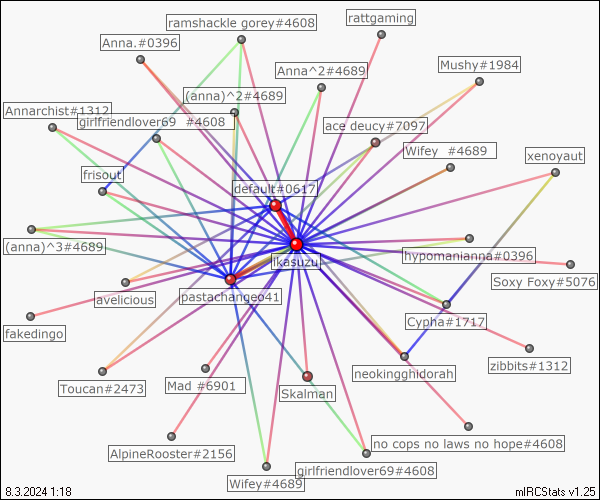 ramshackle gorey#4608
rattgaming
Anna.#0396
Mushy#1984
Anna^2#4689
(anna)^2#4689
Annarchist#1312
girlfriendlover69 #4608
ace deucy#7097
Wifey #4689
xenoyaut
frisout
default#0617
(anna)^3#4689
ikasuzu
hypomanianna#0396
Soxy Foxy#5076
avelicious
pastachangeo41
fakedingo
Cypha#1717
zibbits#1312
neokingghidorah
Toucan#2473
Mad #6901
Skalman
no cops no laws no hope#4608
AlpineRooster#2156
girlfriendlover69#4608
Wifey#4689
8.3.2024 1:18
mIRCStats v1.25